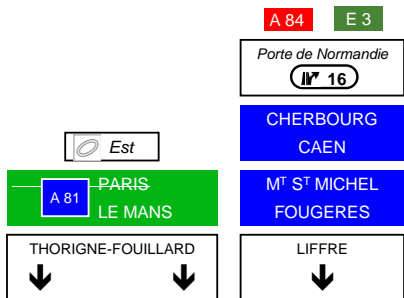 A 84 E 3
Porte de Normandie
16
CHERBOURG
CAEN
Mᵀ Sᵀ MICHEL
FOUGERES
LIFFRE
Est
PARIS
A 81
LE MANS
THORIGNE-FOUILLARD